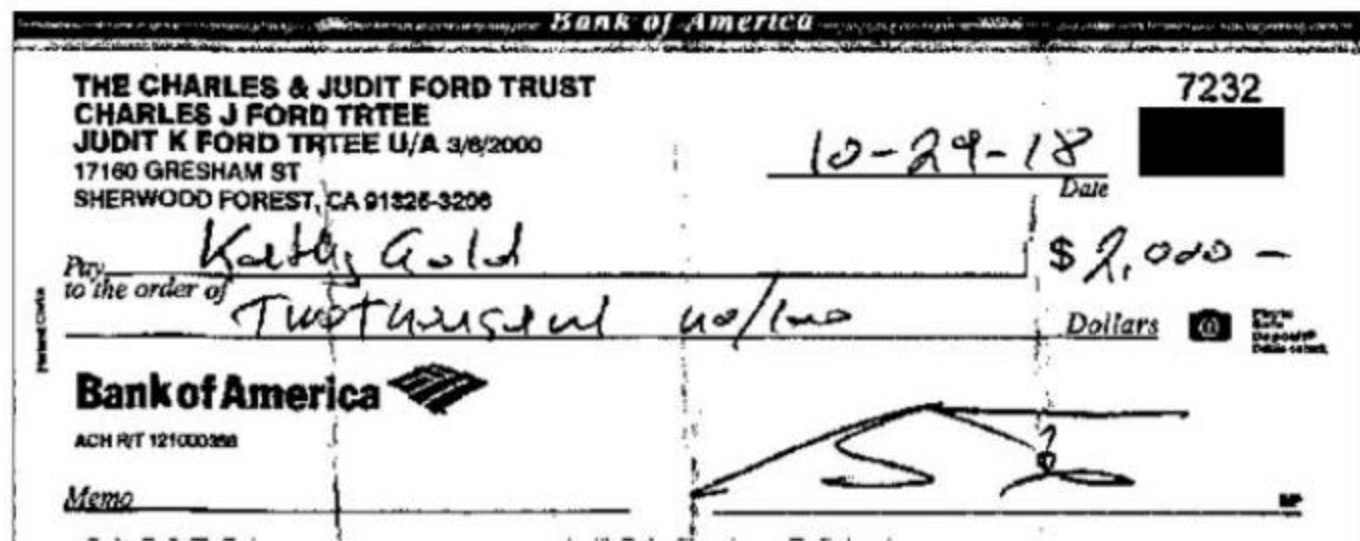 Bank of America
THE CHARLES & JUDIT FORD TRUST
7232
CHARLES J FORD TRTEE
JUDIT K FORD TRTEE U/A 3/6/2000
10-29-18
17160 GRESHAM ST
Date
SHERWOOD FOREST, CA 91325-3206
Pay to the order of Kathy Gold $ 2,000 -
Two thousand no/100 Dollars
Bank of America
ACH R/T 121000358
Memo
MP